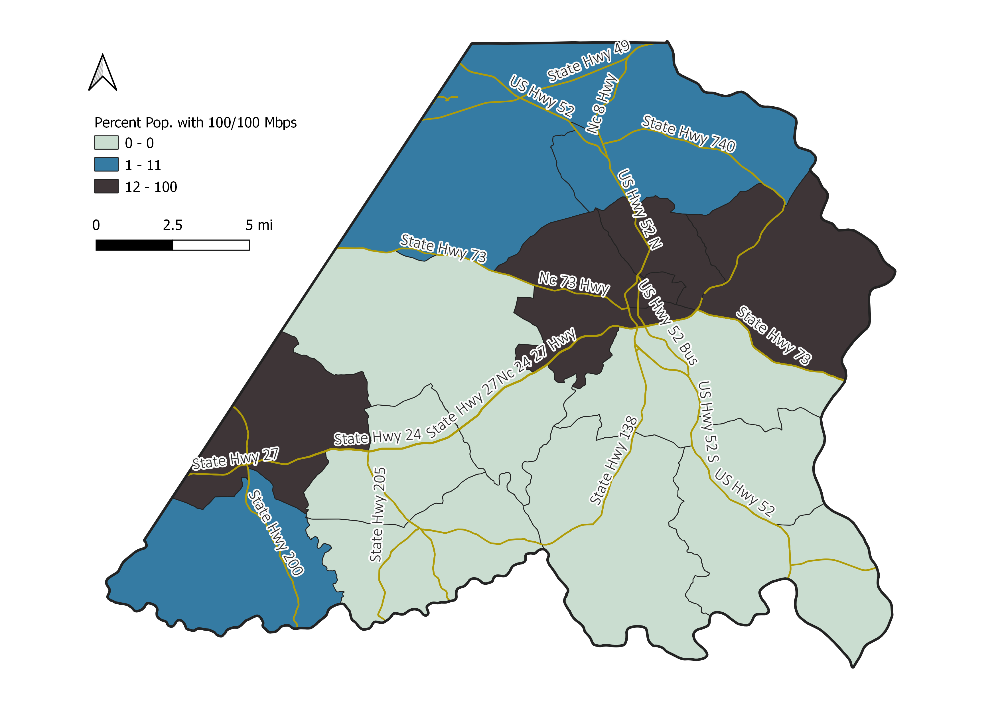 Percent Pop. with 100/100 Mbps
0 - 0
1 - 11
12 - 100
0 2.5 5 mi
State Hwy 49
US Hwy 52
Nc 8 Hwy
State Hwy 740
US Hwy 52 N
State Hwy 73
Nc 73 Hwy
US Hwy 52 Bus
State Hwy 73
Nc 24 27 Hwy
State Hwy 27
State Hwy 24
US Hwy 52 S
State Hwy 138
State Hwy 27
State Hwy 205
US Hwy 52
State Hwy 200